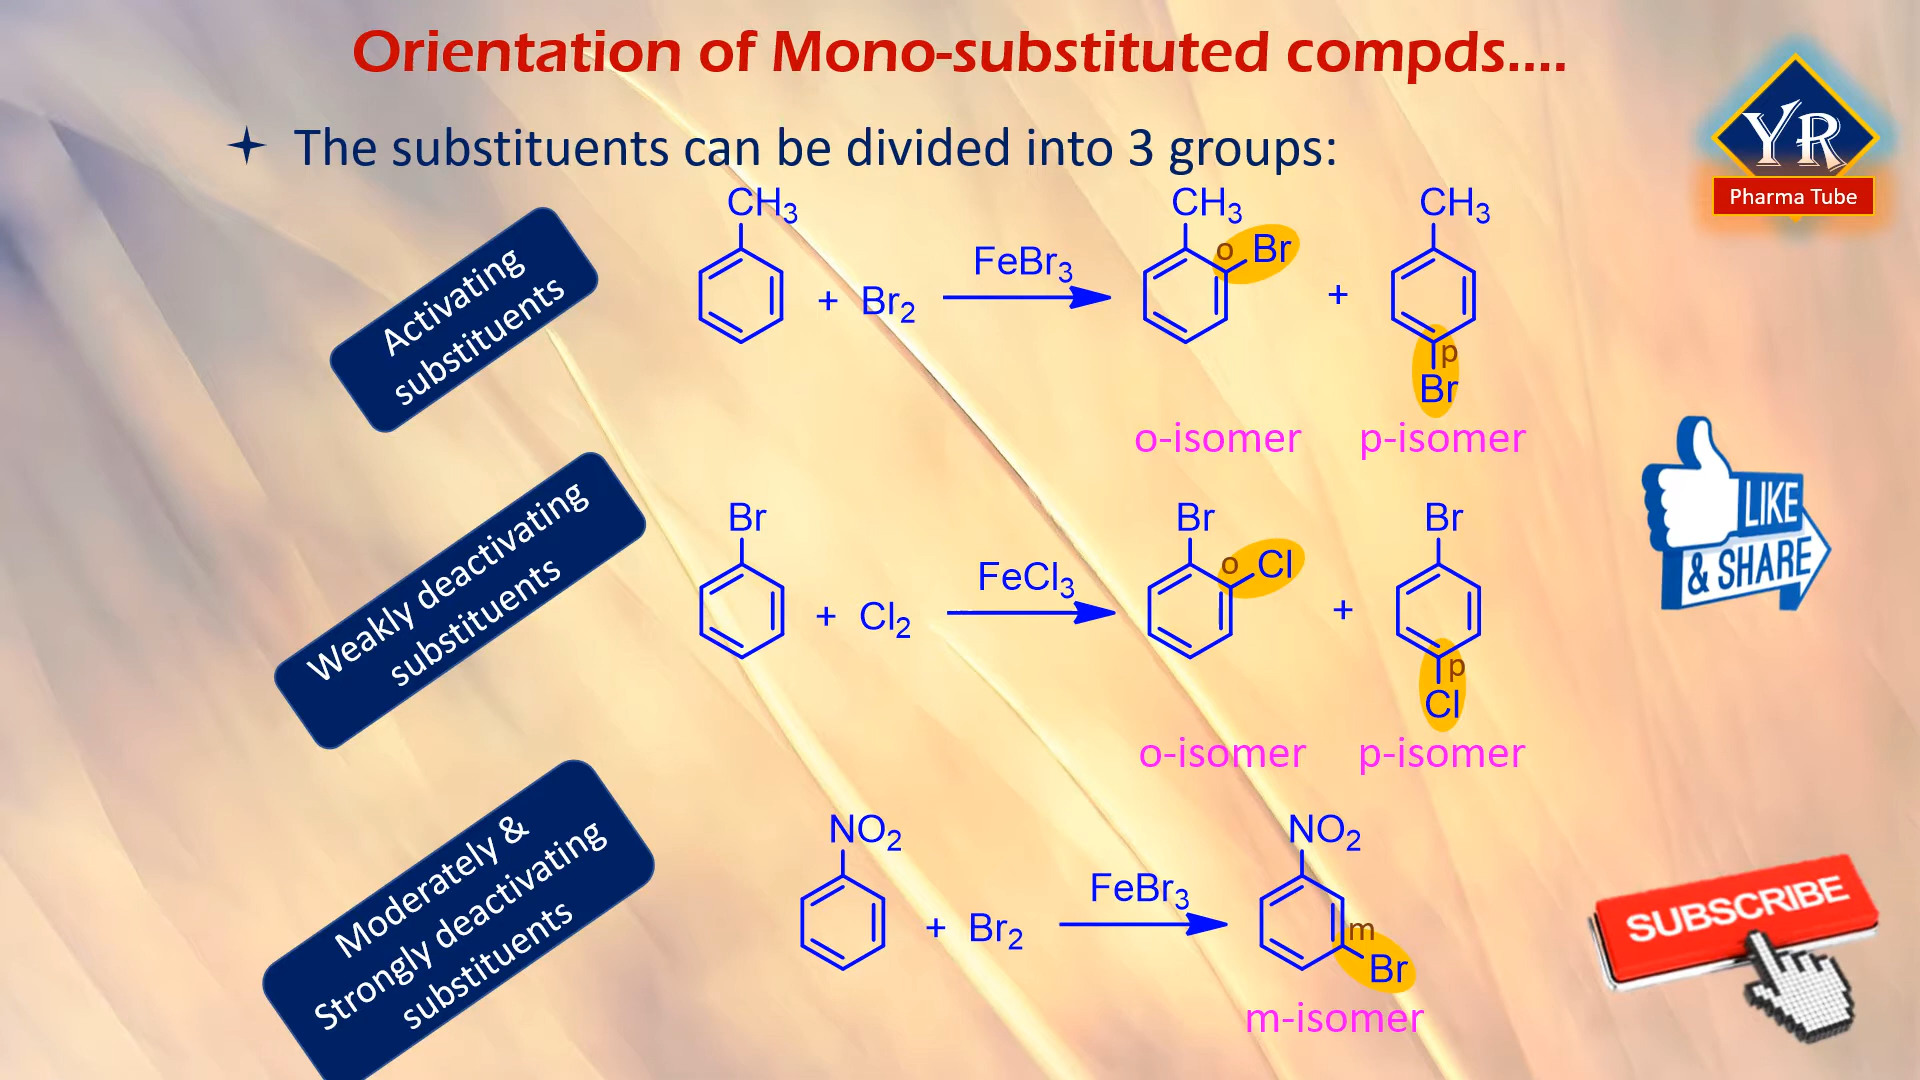 Orientation of Mono-substituted compds....
YR
Pharma Tube
The substituents can be divided into 3 groups:
Activating
substituents
CH3
+ Br2
FeBr3
CH3
o Br
+
CH3
p
Br
o-isomer p-isomer
LIKE
& SHARE
Weakly deactivating
substituents
Br
+ Cl2
FeCl3
Br
o Cl
+
Br
p
Cl
o-isomer p-isomer
Moderately &
Strongly deactivating
substituents
NO2
+ Br2
FeBr3
NO2
m
Br
m-isomer
SUBSCRIBE